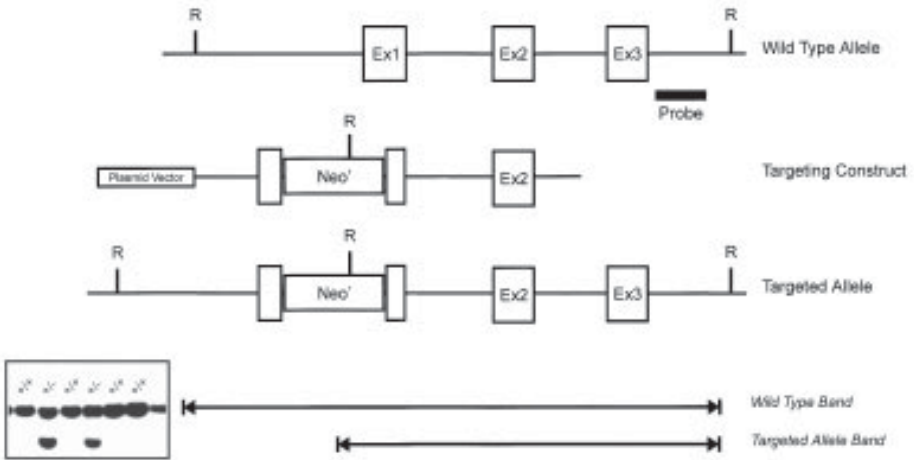 R R
Ex1 Ex2 Ex3 Wild Type Allele
Probe
R
Plasmid Vector Neo' Ex2 Targeting Construct
R R R
Neo' Ex2 Ex3 Targeted Allele
+/+ +/- +/+ +/- +/+ +/+
Wild Type Band
Targeted Allele Band